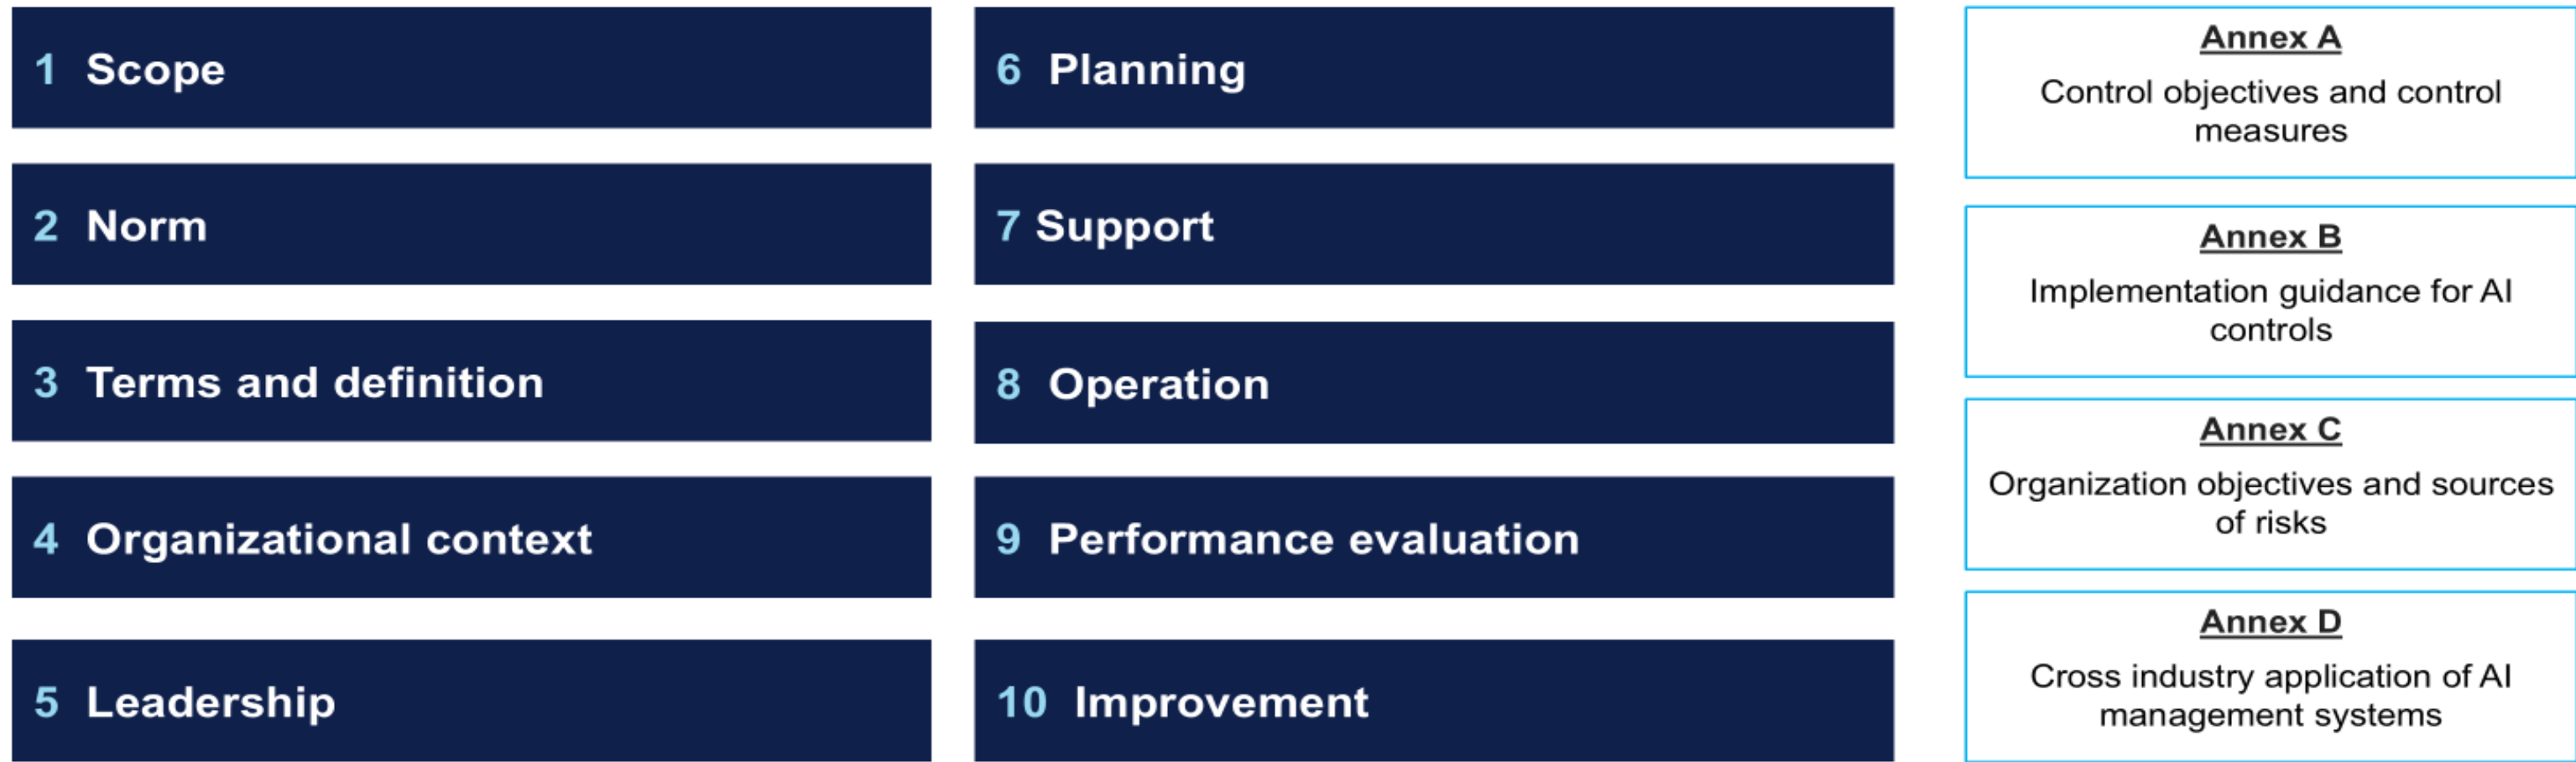 1 Scope
2 Norm
3 Terms and definition
4 Organizational context
5 Leadership
6 Planning
7 Support
8 Operation
9 Performance evaluation
10 Improvement
Annex A
Control objectives and control
measures
Annex B
Implementation guidance for AI
controls
Annex C
Organization objectives and sources
of risks
Annex D
Cross industry application of AI
management systems